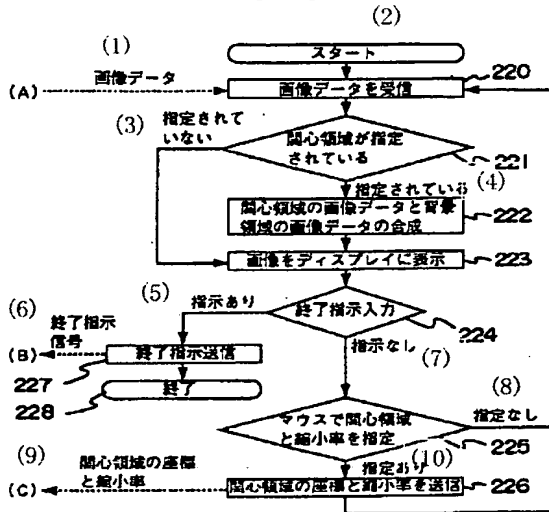 (2)
スタート
(1)
画像データ
220
(A)
画像データを受信
(3)
指定されて
いない
関心領域が指定
されている
221
(4)
指定されている
関心領域の画像データと背景
領域の画像データの合成
222
画像をディスプレイに表示
223
(5)
指示あり
終了指示入力
224
(6)
終了指示
信号
(B)
終了指示送信
227
指示なし
(7)
終了
228
(8)
マウスで関心領域
と縮小率を指定
指定なし
225
(9)
関心領域の座標
と縮小率
(10)
指定あり
(C)
関心領域の座標と縮小率を送信
226